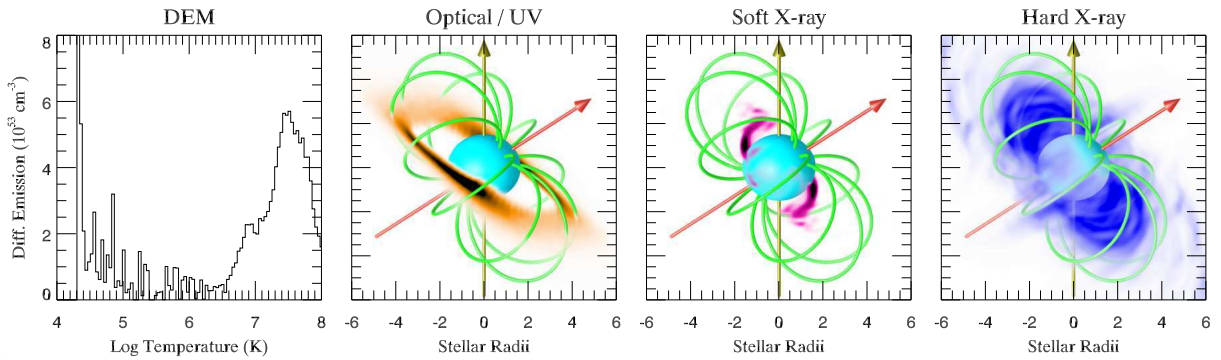 DEM
Optical / UV
Soft X-ray
Hard X-ray
Diff. Emission (10^53 cm^-3)
8
6
4
2
0
4 5 6 7 8
-6 -4 -2 0 2 4 6
-6 -4 -2 0 2 4 6
-6 -4 -2 0 2 4 6
Log Temperature (K)
Stellar Radii
Stellar Radii
Stellar Radii